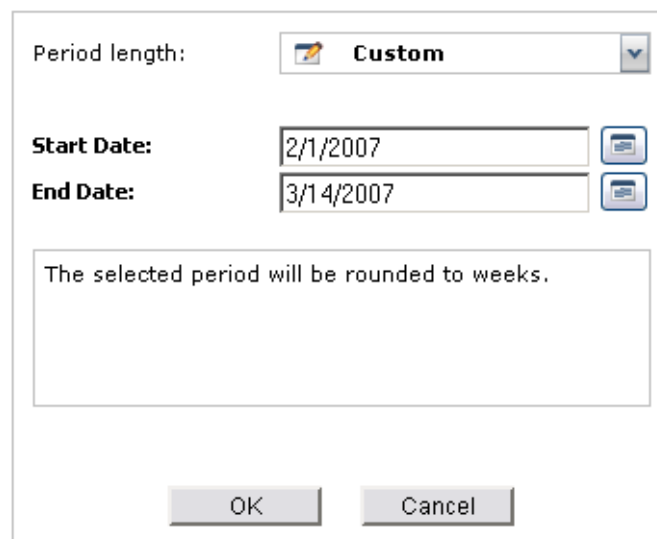 Period length: Custom
Start Date: 2/1/2007
End Date: 3/14/2007
The selected period will be rounded to weeks.
OK Cancel